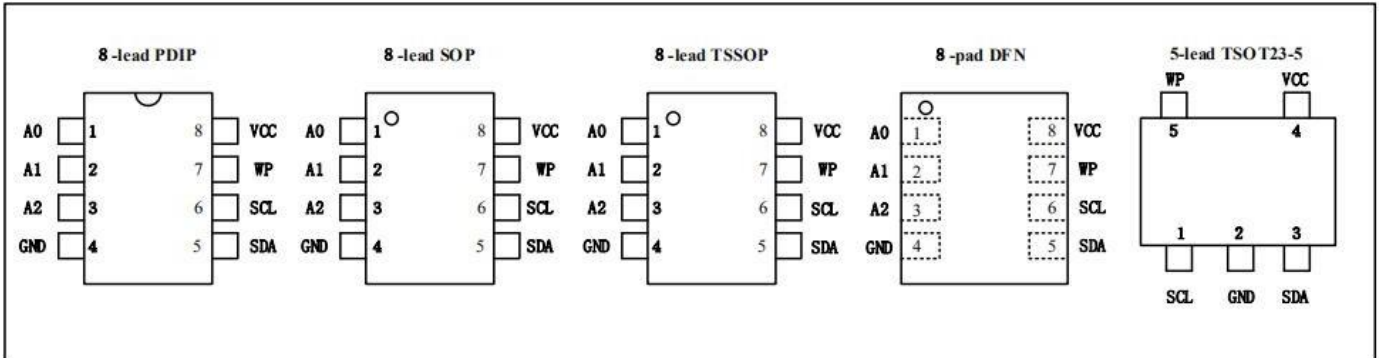 8-lead PDIP 8-lead SOP 8-lead TSSOP 8-pad DFN 5-lead TSOT23-5
WP VCC
A0 1 8 VCC A0 1 8 VCC A0 1 8 VCC A0 1 8 VCC 5 4
A1 2 7 WP A1 2 7 WP A1 2 7 WP A1 2 7 WP
A2 3 6 SCL A2 3 6 SCL A2 3 6 SCL A2 3 6 SCL
GND 4 5 SDA GND 4 5 SDA GND 4 5 SDA GND 4 5 SDA 1 2 3
SCL GND SDA